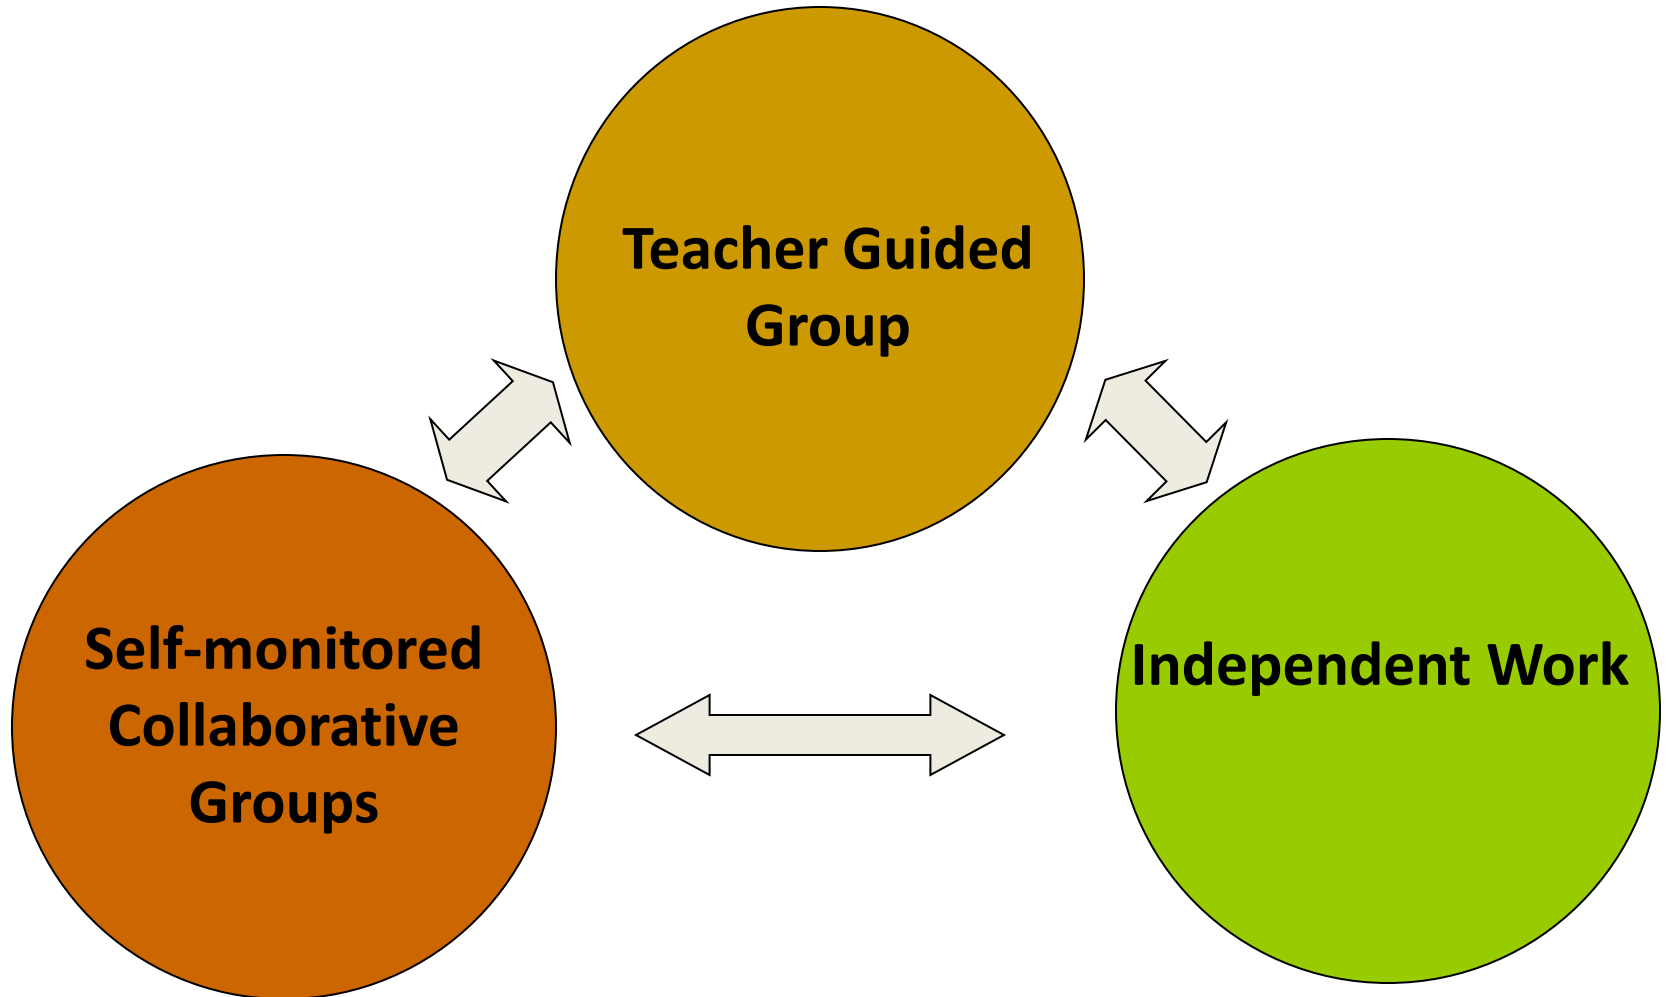 Teacher Guided
Group
Self-monitored
Collaborative
Groups
Independent Work